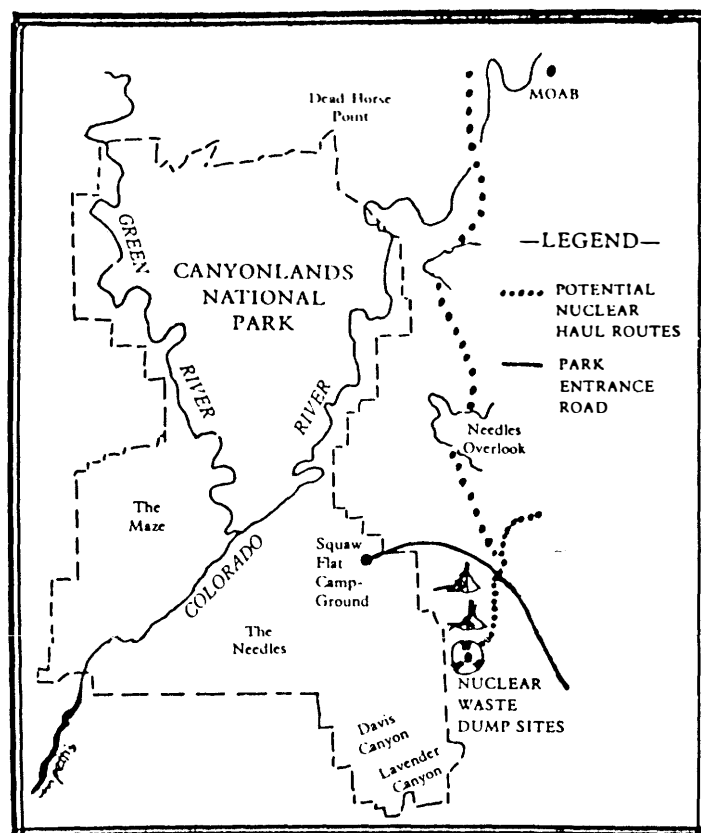 Dead Horse
Point
MOAB
GREEN
RIVER
CANYONLANDS
NATIONAL
PARK
RIVER
—LEGEND—
POTENTIAL
NUCLEAR
HAUL ROUTES
PARK
ENTRANCE
ROAD
Needles
Overlook
The
Maze
COLORADO
Squaw
Flat
Camp-
Ground
The
Needles
NUCLEAR
WASTE
DUMP SITES
Davis
Canyon
Lavender
Canyon